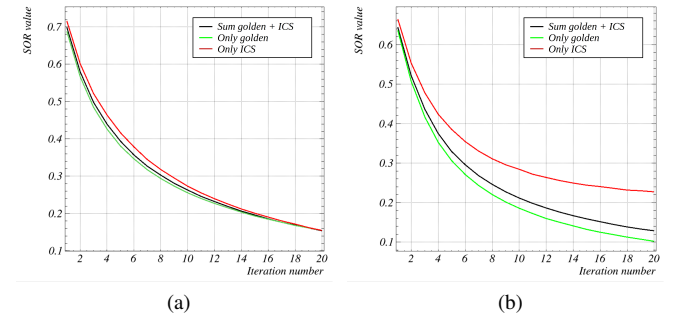 SOR value
0.7
0.6
0.5
0.4
0.3
0.2
0.1
2 4 6 8 10 12 14 16 18 20
Iteration number
Sum golden + ICS
Only golden
Only ICS
(a)
SOR value
0.6
0.5
0.4
0.3
0.2
0.1
2 4 6 8 10 12 14 16 18 20
Iteration number
Sum golden + ICS
Only golden
Only ICS
(b)